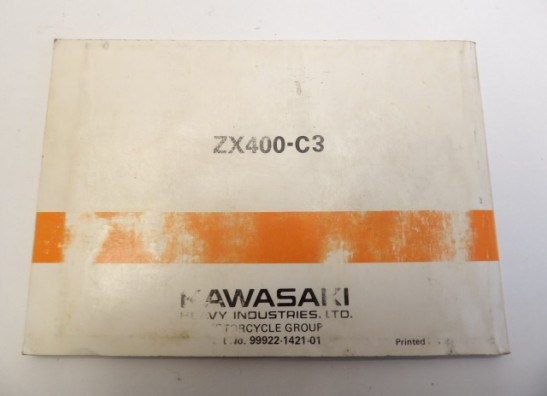 ZX400-C3
KAWASAKI
HEAVY INDUSTRIES, LTD.
MOTORCYCLE GROUP
No. 99922-1421-01
Printed